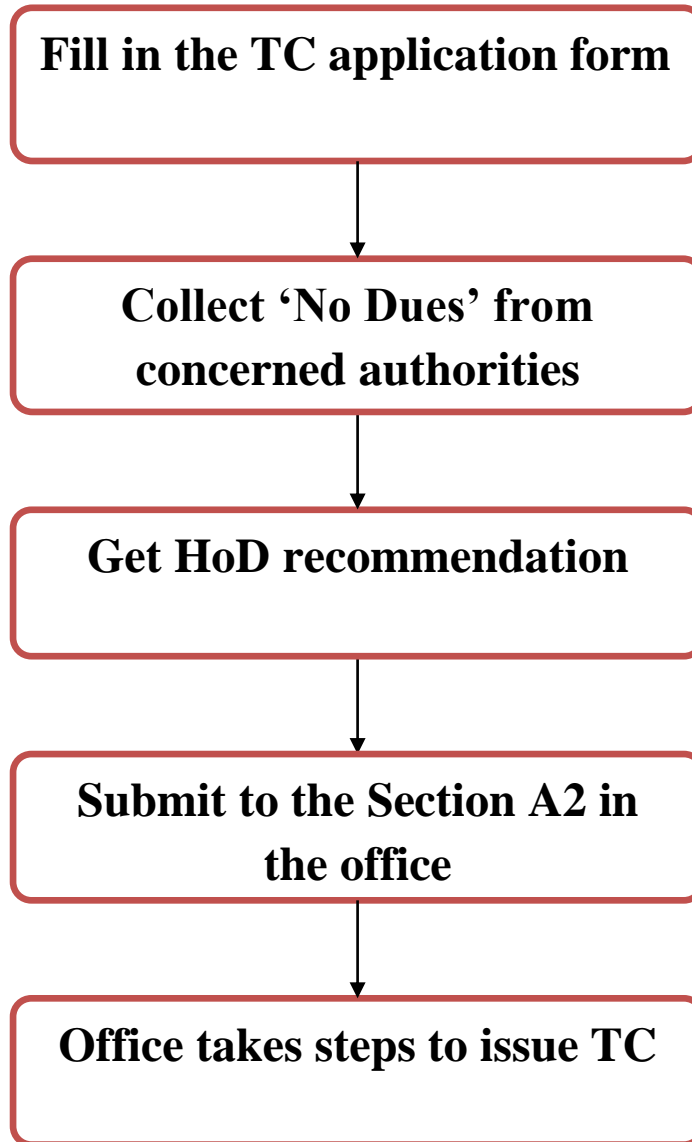 Fill in the TC application form
Collect ‘No Dues’ from
concerned authorities
Get HoD recommendation
Submit to the Section A2 in
the office
Office takes steps to issue TC